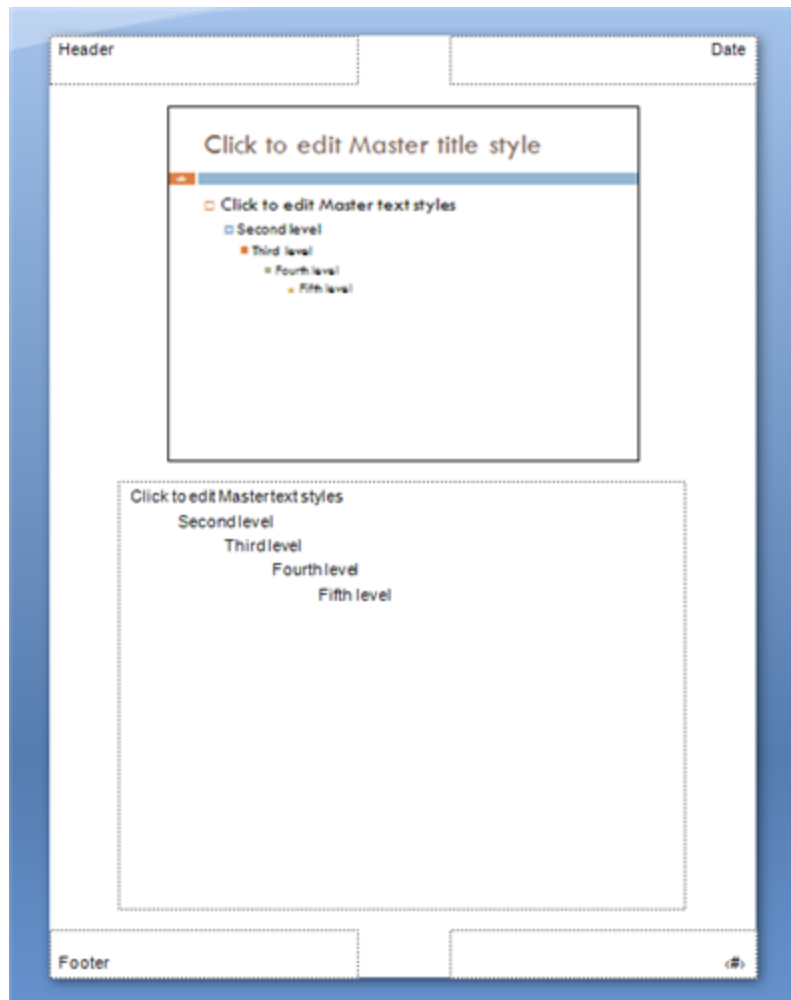 Header
Date
Click to edit Master title style
Click to edit Master text styles
Second level
Third level
Fourth level
Fifth level
Click to edit Master text styles
Second level
Third level
Fourth level
Fifth level
Footer
‹#›